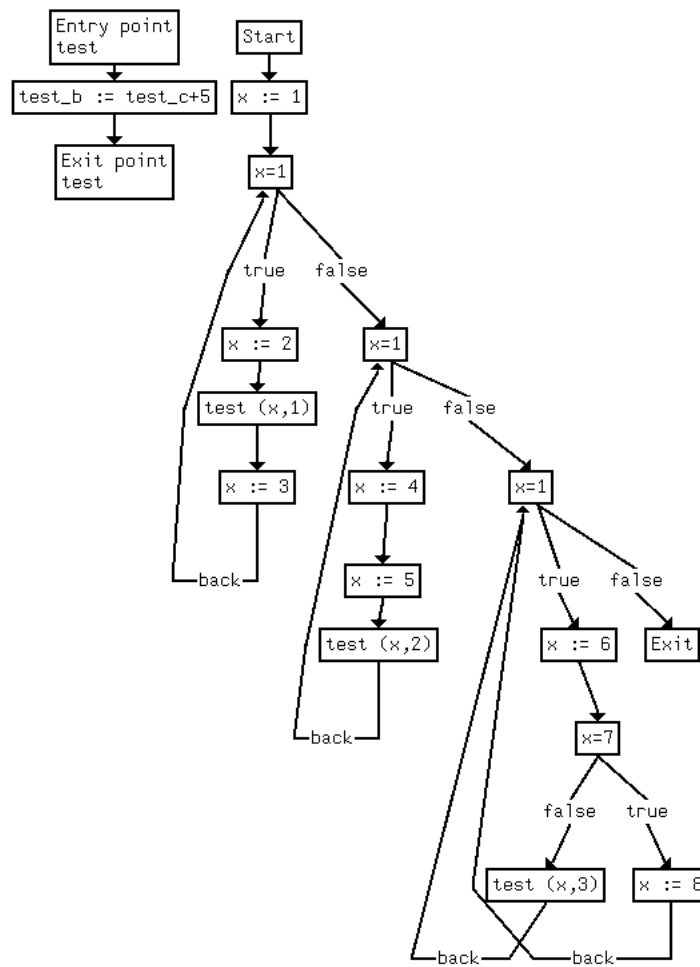 Entry point
test
Start
test_b := test_c+5
x := 1
Exit point
test
x=1
true
false
x := 2
x=1
test (x,1)
true
false
x := 3
x := 4
x=1
back
x := 5
true
false
test (x,2)
x := 6
Exit
back
x=7
false
true
test (x,3)
x := 8
back
back